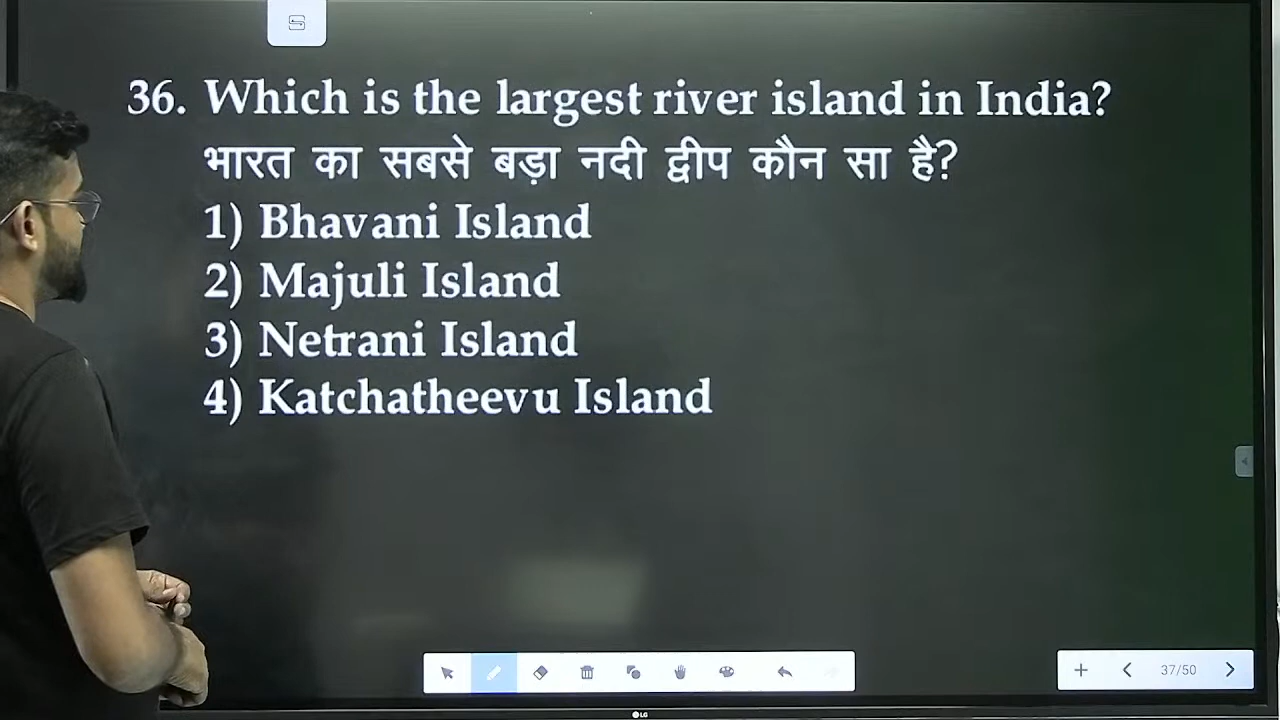 36. Which is the largest river island in India?
भारत का सबसे बड़ा नदी द्वीप कौन सा है?
1) Bhavani Island
2) Majuli Island
3) Netrani Island
4) Katchatheevu Island
37/50
LG